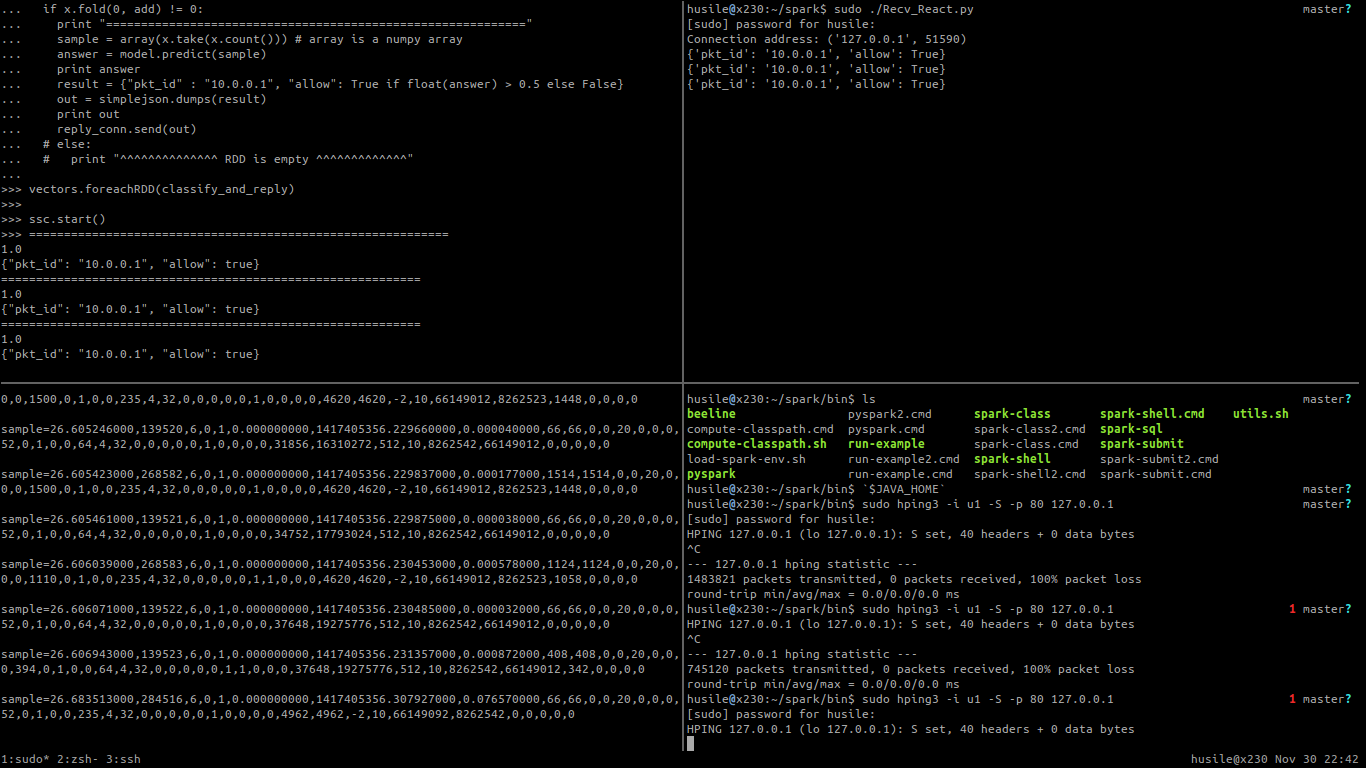 ...   if x.fold(0, add) != 0:
...     print "============================================================"
...     sample = array(x.take(x.count())) # array is a numpy array
...     answer = model.predict(sample)
...     print answer
...     result = {"pkt_id" : "10.0.0.1", "allow": True if float(answer) > 0.5 else False}
...     out = simplejson.dumps(result)
...     print out
...     reply_conn.send(out)
...   # else:
...   #   print "^^^^^^^^^^^^^^ RDD is empty ^^^^^^^^^^^^^"
...
>>> vectors.foreachRDD(classify_and_reply)
>>>
>>> ssc.start()
>>> ============================================================
1.0
{"pkt_id": "10.0.0.1", "allow": true}
============================================================
1.0
{"pkt_id": "10.0.0.1", "allow": true}
============================================================
1.0
{"pkt_id": "10.0.0.1", "allow": true}
husile@x230:~/spark$ sudo ./Recv_React.py master?
[sudo] password for husile:
Connection address: ('127.0.0.1', 51590)
{'pkt_id': '10.0.0.1', 'allow': True}
{'pkt_id': '10.0.0.1', 'allow': True}
{'pkt_id': '10.0.0.1', 'allow': True}
0,0,1500,0,1,0,0,235,4,32,0,0,0,0,0,1,0,0,0,0,4620,4620,-2,10,66149012,8262523,1448,0,0,0,0
sample=26.605246000,139520,6,0,1,0.000000000,1417405356.229660000,0.000040000,66,66,0,0,20,0,0,0,
52,0,1,0,0,64,4,32,0,0,0,0,0,1,0,0,0,0,31856,16310272,512,10,8262542,66149012,0,0,0,0,0
sample=26.605423000,268582,6,0,1,0.000000000,1417405356.229837000,0.000177000,1514,1514,0,0,20,0,
0,0,1500,0,1,0,0,235,4,32,0,0,0,0,0,1,0,0,0,0,4620,4620,-2,10,66149012,8262523,1448,0,0,0,0
sample=26.605461000,139521,6,0,1,0.000000000,1417405356.229875000,0.000038000,66,66,0,0,20,0,0,0,
52,0,1,0,0,64,4,32,0,0,0,0,0,1,0,0,0,0,34752,17793024,512,10,8262542,66149012,0,0,0,0,0
sample=26.606039000,268583,6,0,1,0.000000000,1417405356.230453000,0.000578000,1124,1124,0,0,20,0,
0,0,1110,0,1,0,0,235,4,32,0,0,0,0,0,1,1,0,0,0,4620,4620,-2,10,66149012,8262523,1058,0,0,0,0
sample=26.606071000,139522,6,0,1,0.000000000,1417405356.230485000,0.000032000,66,66,0,0,20,0,0,0,
52,0,1,0,0,64,4,32,0,0,0,0,0,1,0,0,0,0,37648,19275776,512,10,8262542,66149012,0,0,0,0,0
sample=26.606943000,139523,6,0,1,0.000000000,1417405356.231357000,0.000872000,408,408,0,0,20,0,0,
0,394,0,1,0,0,64,4,32,0,0,0,0,0,1,1,0,0,0,37648,19275776,512,10,8262542,66149012,342,0,0,0,0
sample=26.683513000,284516,6,0,1,0.000000000,1417405356.307927000,0.076570000,66,66,0,0,20,0,0,0,
52,0,1,0,0,235,4,32,0,0,0,0,0,1,0,0,0,0,4962,4962,-2,10,66149092,8262542,0,0,0,0,0
husile@x230:~/spark/bin$ ls master?
beeline pyspark2.cmd spark-class spark-shell.cmd utils.sh
compute-classpath.cmd pyspark.cmd spark-class2.cmd spark-sql
compute-classpath.sh run-example spark-class.cmd spark-submit
load-spark-env.sh run-example2.cmd spark-shell spark-submit2.cmd
pyspark run-example.cmd spark-shell2.cmd spark-submit.cmd
husile@x230:~/spark/bin$ `$JAVA_HOME` master?
husile@x230:~/spark/bin$ sudo hping3 -i u1 -S -p 80 127.0.0.1 master?
[sudo] password for husile:
HPING 127.0.0.1 (lo 127.0.0.1): S set, 40 headers + 0 data bytes
^C
--- 127.0.0.1 hping statistic ---
1483821 packets transmitted, 0 packets received, 100% packet loss
round-trip min/avg/max = 0.0/0.0/0.0 ms
husile@x230:~/spark/bin$ sudo hping3 -i u1 -S -p 80 127.0.0.1 1 master?
HPING 127.0.0.1 (lo 127.0.0.1): S set, 40 headers + 0 data bytes
^C
--- 127.0.0.1 hping statistic ---
745120 packets transmitted, 0 packets received, 100% packet loss
round-trip min/avg/max = 0.0/0.0/0.0 ms
husile@x230:~/spark/bin$ sudo hping3 -i u1 -S -p 80 127.0.0.1 1 master?
[sudo] password for husile:
HPING 127.0.0.1 (lo 127.0.0.1): S set, 40 headers + 0 data bytes
1:sudo* 2:zsh- 3:ssh husile@x230 Nov 30 22:42